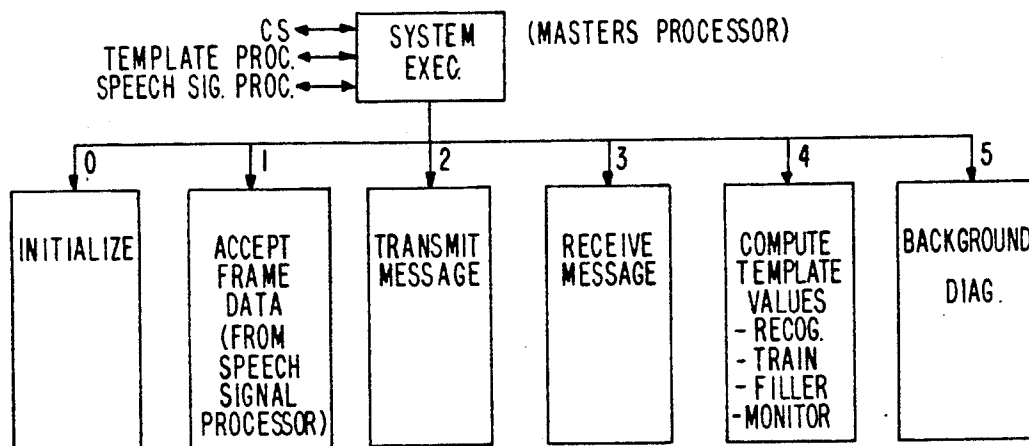 CS
TEMPLATE PROC.
SPEECH SIG. PROC.
SYSTEM
EXEC.
(MASTERS PROCESSOR)
0
1
2
3
4
5
INITIALIZE
ACCEPT
FRAME
DATA
(FROM
SPEECH
SIGNAL
PROCESSOR)
TRANSMIT
MESSAGE
RECEIVE
MESSAGE
COMPUTE
TEMPLATE
VALUES
- RECOG.
- TRAIN
- FILLER
- MONITOR
BACKGROUND
DIAG.